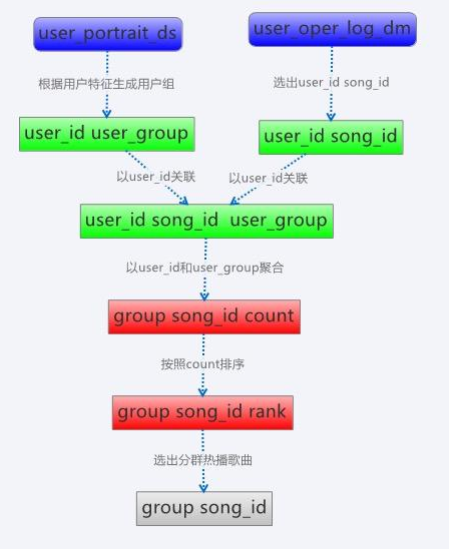 user_portrait_ds
user_oper_log_dm
根据用户特征生成用户组
选出user_id song_id
user_id user_group
user_id song_id
以user_id关联
以user_id关联
user_id song_id user_group
以user_id和user_group聚合
group song_id count
按照count排序
group song_id rank
选出分群热播歌曲
group song_id